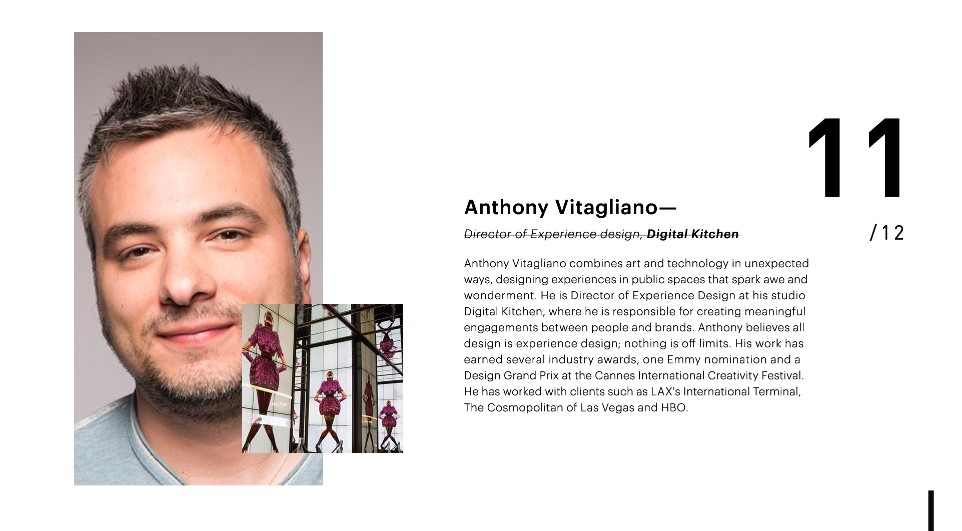 11
/12
Anthony Vitagliano—
Director of Experience design, Digital Kitchen
Anthony Vitagliano combines art and technology in unexpected
ways, designing experiences in public spaces that spark awe and
wonderment. He is Director of Experience Design at his studio
Digital Kitchen, where he is responsible for creating meaningful
engagements between people and brands. Anthony believes all
design is experience design; nothing is off limits. His work has
earned several industry awards, one Emmy nomination and a
Design Grand Prix at the Cannes International Creativity Festival.
He has worked with clients such as LAX's International Terminal,
The Cosmopolitan of Las Vegas and HBO.